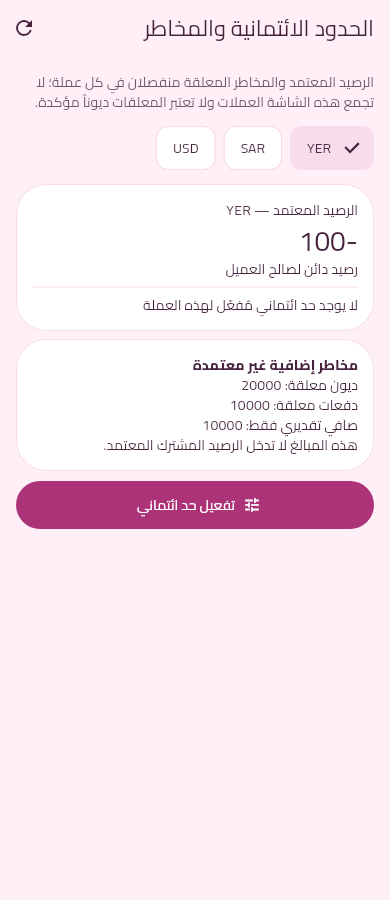 الحدود الائتمانية والمخاطر
الرصيد المعتمد والمخاطر المعلقة منفصلان في كل عملة؛ لا
تجمع هذه الشاشة العملات ولا تعتبر المعلقات ديوناً مؤكدة.
YER
SAR
USD
الرصيد المعتمد — YER
-100
رصيد دائن لصالح العميل
لا يوجد حد ائتماني مُفعّل لهذه العملة
مخاطر إضافية غير معتمدة
ديون معلقة: 20000
دفعات معلقة: 10000
صافي تقديري فقط: 10000
هذه المبالغ لا تدخل الرصيد المشترك المعتمد.
تفعيل حد ائتماني